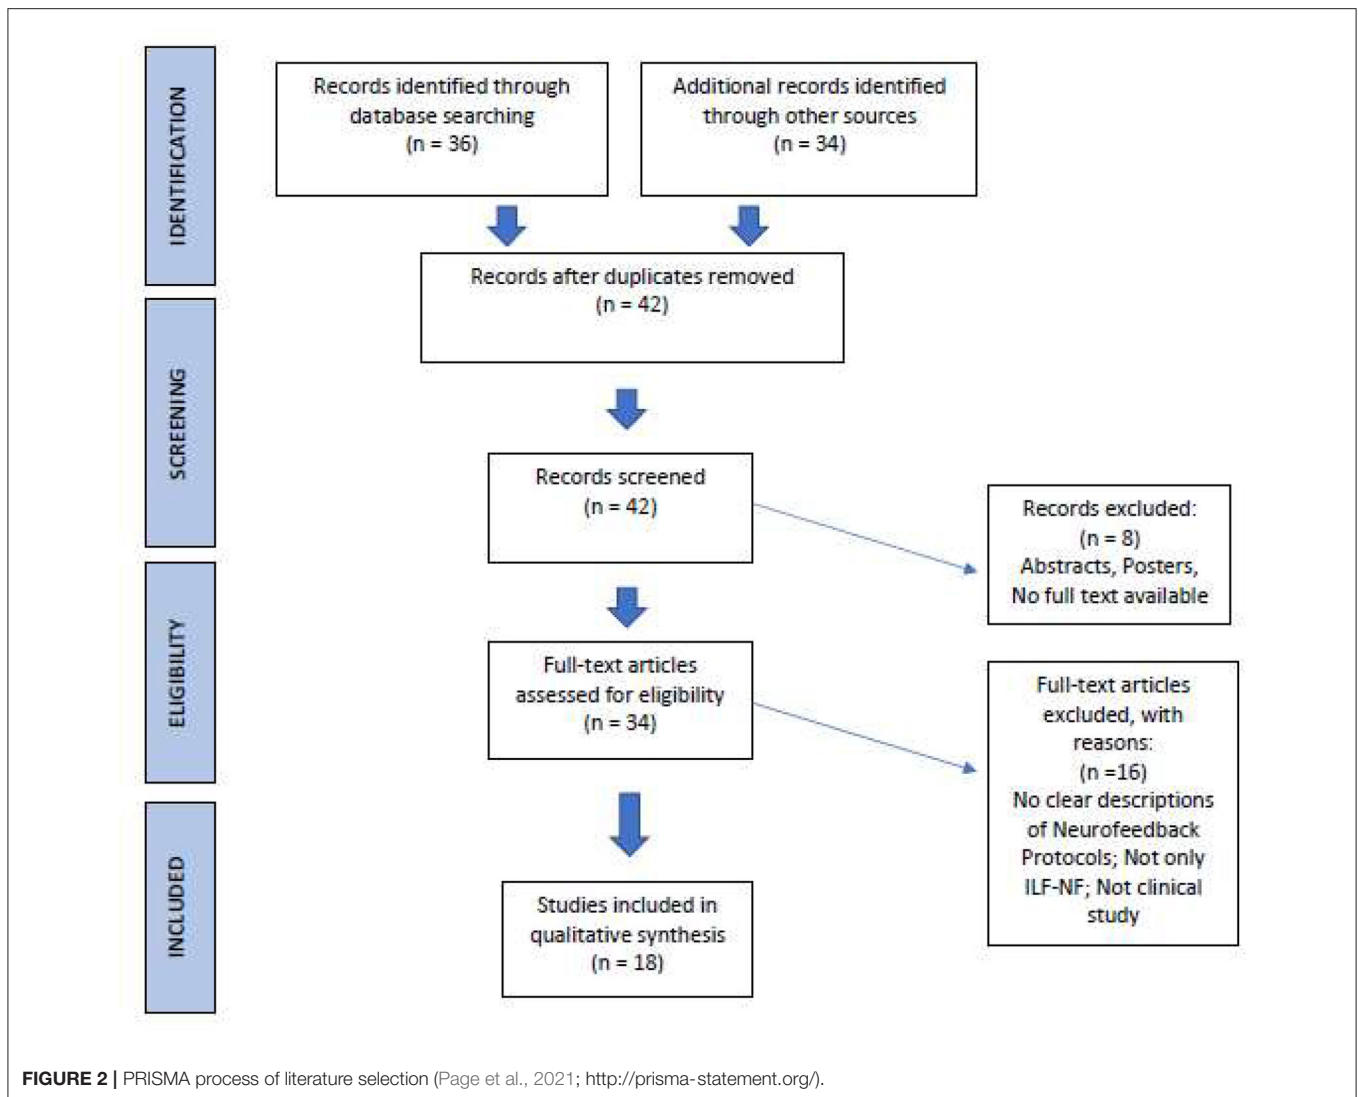 IDENTIFICATION
Records identified through
database searching
(n = 36)
Additional records identified
through other sources
(n = 34)
Records after duplicates removed
(n = 42)
SCREENING
Records screened
(n = 42)
Records excluded:
(n = 8)
Abstracts, Posters,
No full text available
ELIGIBILITY
Full-text articles
assessed for eligibility
(n = 34)
Full-text articles
excluded, with
reasons:
(n =16)
No clear descriptions
of Neurofeedback
Protocols; Not only
ILF-NF; Not clinical
study
INCLUDED
Studies included in
qualitative synthesis
(n = 18)
FIGURE 2 | PRISMA process of literature selection (Page et al., 2021; http://prisma-statement.org/).